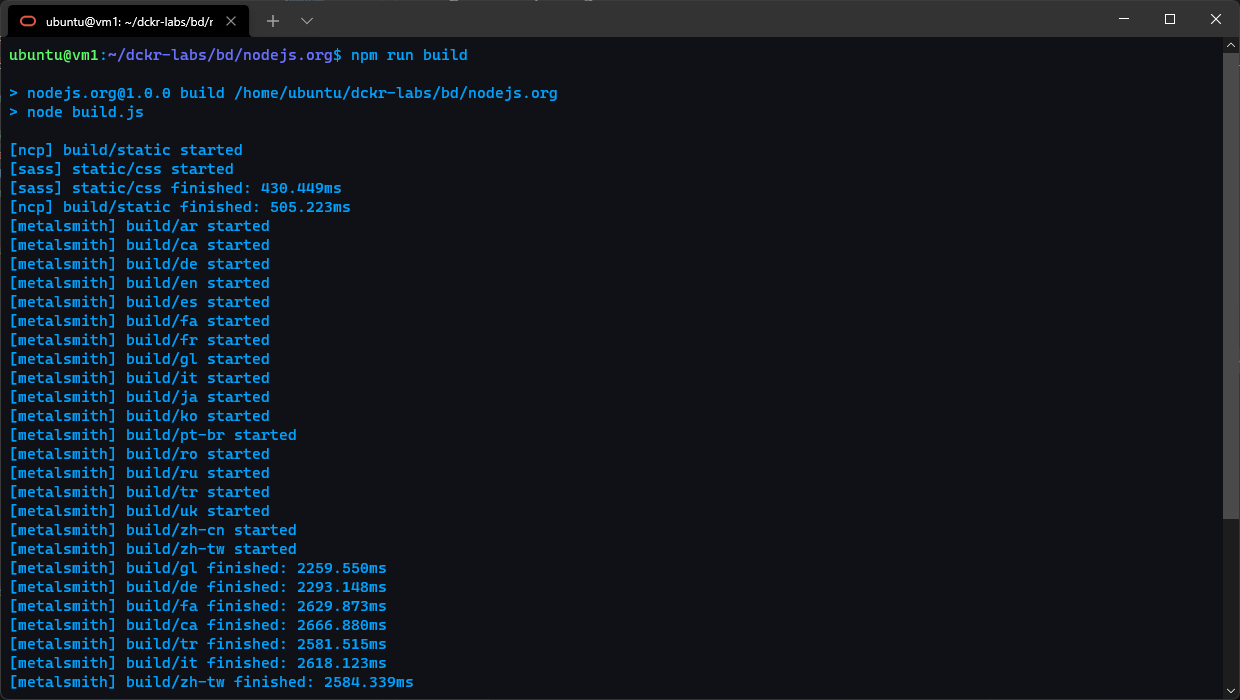 ubuntu@vm1: ~/dckr-labs/bd/r
ubuntu@vm1:~/dckr-labs/bd/nodejs.org$ npm run build
> nodejs.org@1.0.0 build /home/ubuntu/dckr-labs/bd/nodejs.org
> node build.js
[ncp] build/static started
[sass] static/css started
[sass] static/css finished: 430.449ms
[ncp] build/static finished: 505.223ms
[metalsmith] build/ar started
[metalsmith] build/ca started
[metalsmith] build/de started
[metalsmith] build/en started
[metalsmith] build/es started
[metalsmith] build/fa started
[metalsmith] build/fr started
[metalsmith] build/gl started
[metalsmith] build/it started
[metalsmith] build/ja started
[metalsmith] build/ko started
[metalsmith] build/pt-br started
[metalsmith] build/ro started
[metalsmith] build/ru started
[metalsmith] build/tr started
[metalsmith] build/uk started
[metalsmith] build/zh-cn started
[metalsmith] build/zh-tw started
[metalsmith] build/gl finished: 2259.550ms
[metalsmith] build/de finished: 2293.148ms
[metalsmith] build/fa finished: 2629.873ms
[metalsmith] build/ca finished: 2666.880ms
[metalsmith] build/tr finished: 2581.515ms
[metalsmith] build/it finished: 2618.123ms
[metalsmith] build/zh-tw finished: 2584.339ms